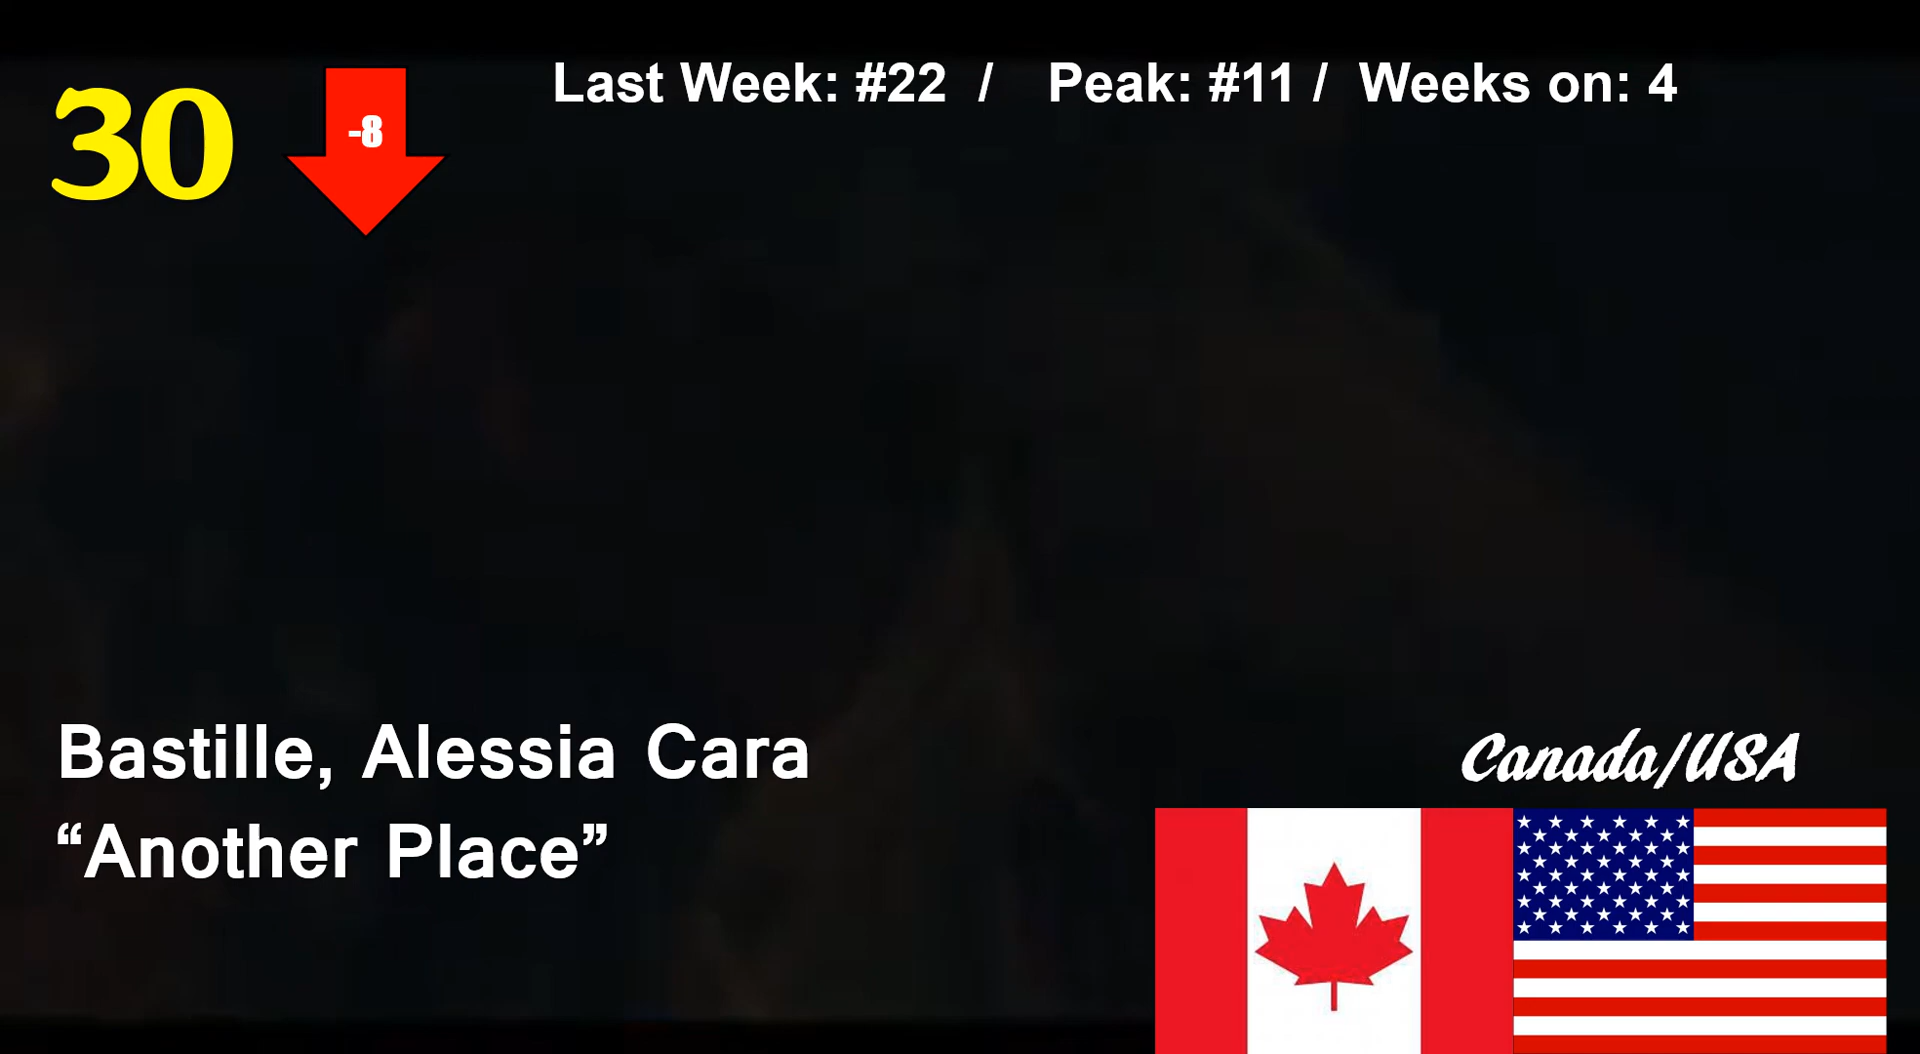 30
-8
Last Week: #22 / Peak: #11 / Weeks on: 4
Bastille, Alessia Cara
“Another Place”
Canada/USA